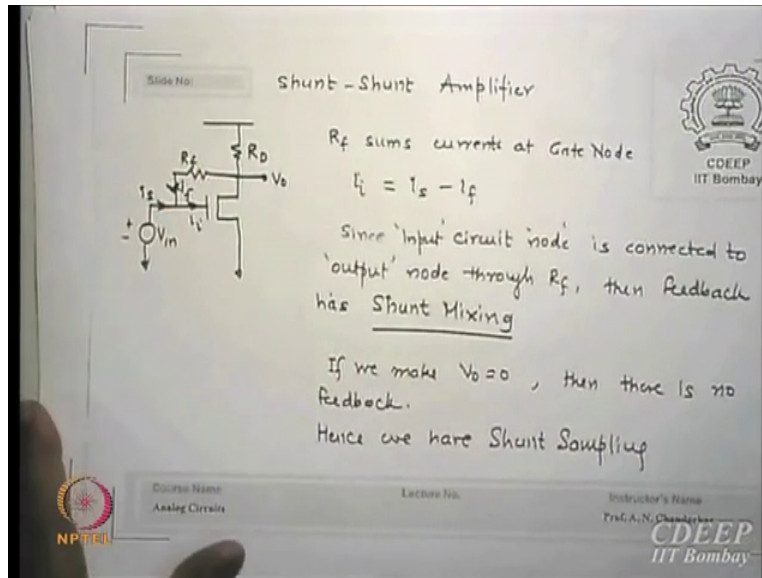 Slide No:
Shunt-Shunt Amplifier
CDEEP
IIT Bombay
Rf sums currents at Gate Node
Ii = Is - If
Since 'Input' circuit 'node' is connected to
'output' node through Rf, then feedback
has Shunt Mixing
If we make Vo=0, then there is no
feedback.
Hence we have Shunt Sampling
RD
Rf
Vo
Is
If
Ii
+
-
Vin
Course Name
Analog Circuits
Lecture No.
Instructor's Name
Prof. A. N. Chandorkar
NPTEL
CDEEP
IIT Bombay